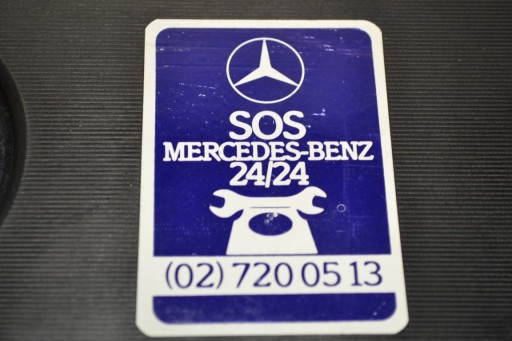 SOS
MERCEDES-BENZ
24/24
(02) 720 05 13